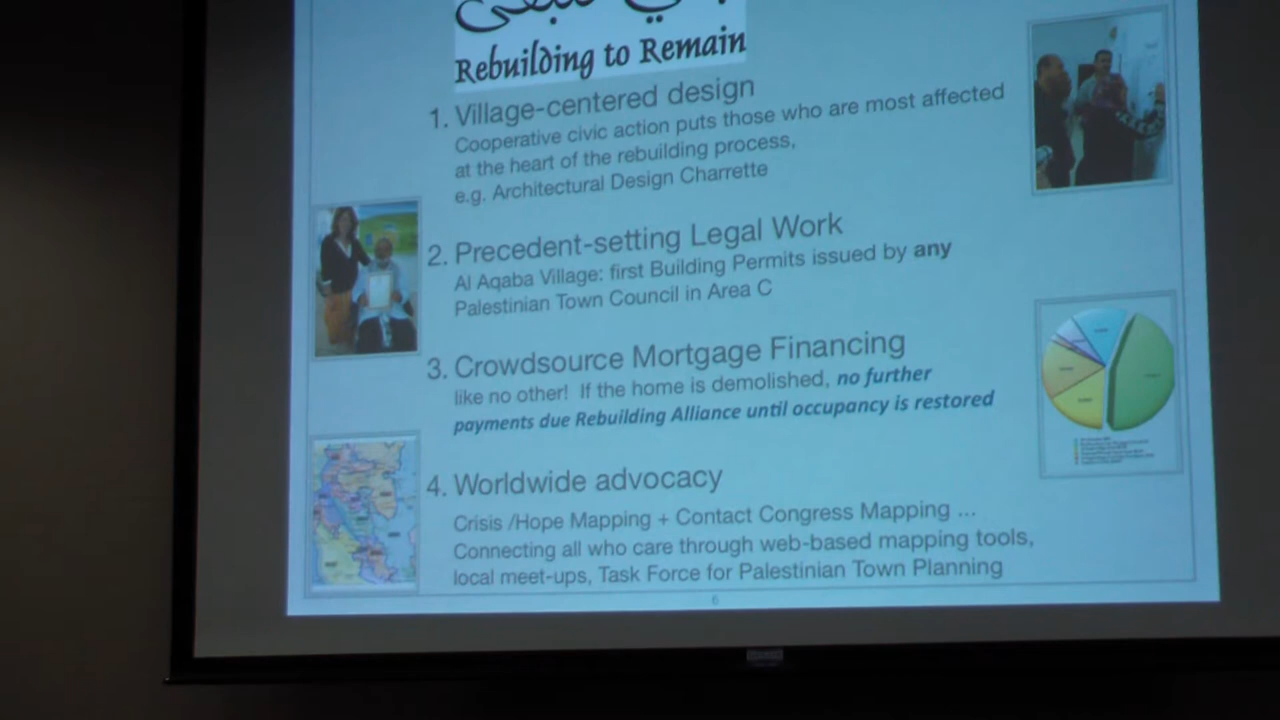 Rebuilding to Remain
1. Village-centered design
Cooperative civic action puts those who are most affected
at the heart of the rebuilding process,
e.g. Architectural Design Charrette
2. Precedent-setting Legal Work
Al Aqaba Village: first Building Permits issued by any
Palestinian Town Council in Area C
3. Crowdsource Mortgage Financing
like no other! If the home is demolished, no further
payments due Rebuilding Alliance until occupancy is restored
4. Worldwide advocacy
Crisis /Hope Mapping + Contact Congress Mapping ...
Connecting all who care through web-based mapping tools,
local meet-ups, Task Force for Palestinian Town Planning
6